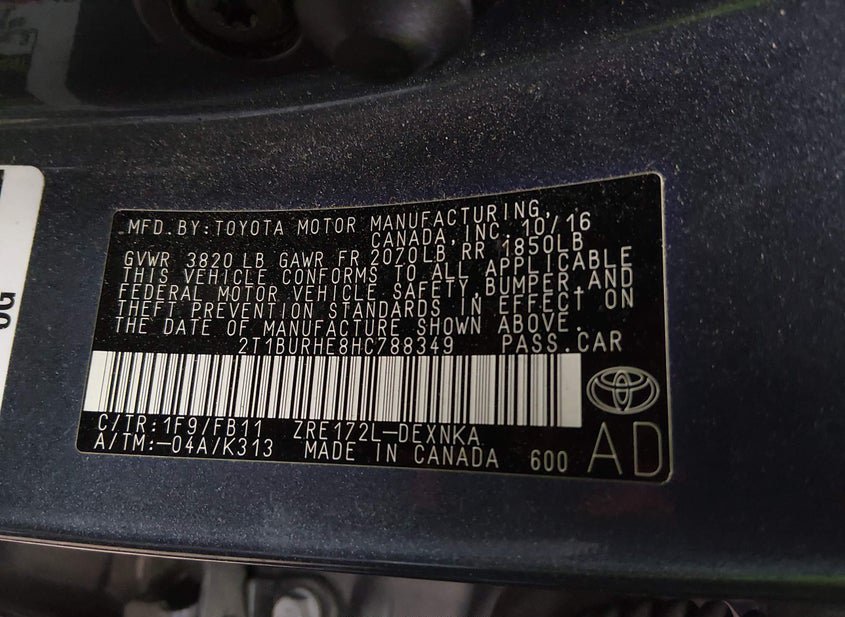 MFD.BY:TOYOTA MOTOR MANUFACTURING,
CANADA,INC. 10/16
GVWR 3820 LB GAWR FR 2070LB RR 1850LB
THIS VEHICLE CONFORMS TO ALL APPLICABLE
FEDERAL MOTOR VEHICLE SAFETY, BUMPER,AND
THEFT PREVENTION STANDARDS IN EFFECT ON
THE DATE OF MANUFACTURE SHOWN ABOVE.
2T1BURHE8HC788349 PASS.CAR
C/TR:1F9/FB11 ZRE172L-DEXNKA
A/TM:-04A/K313 MADE IN CANADA 600 AD